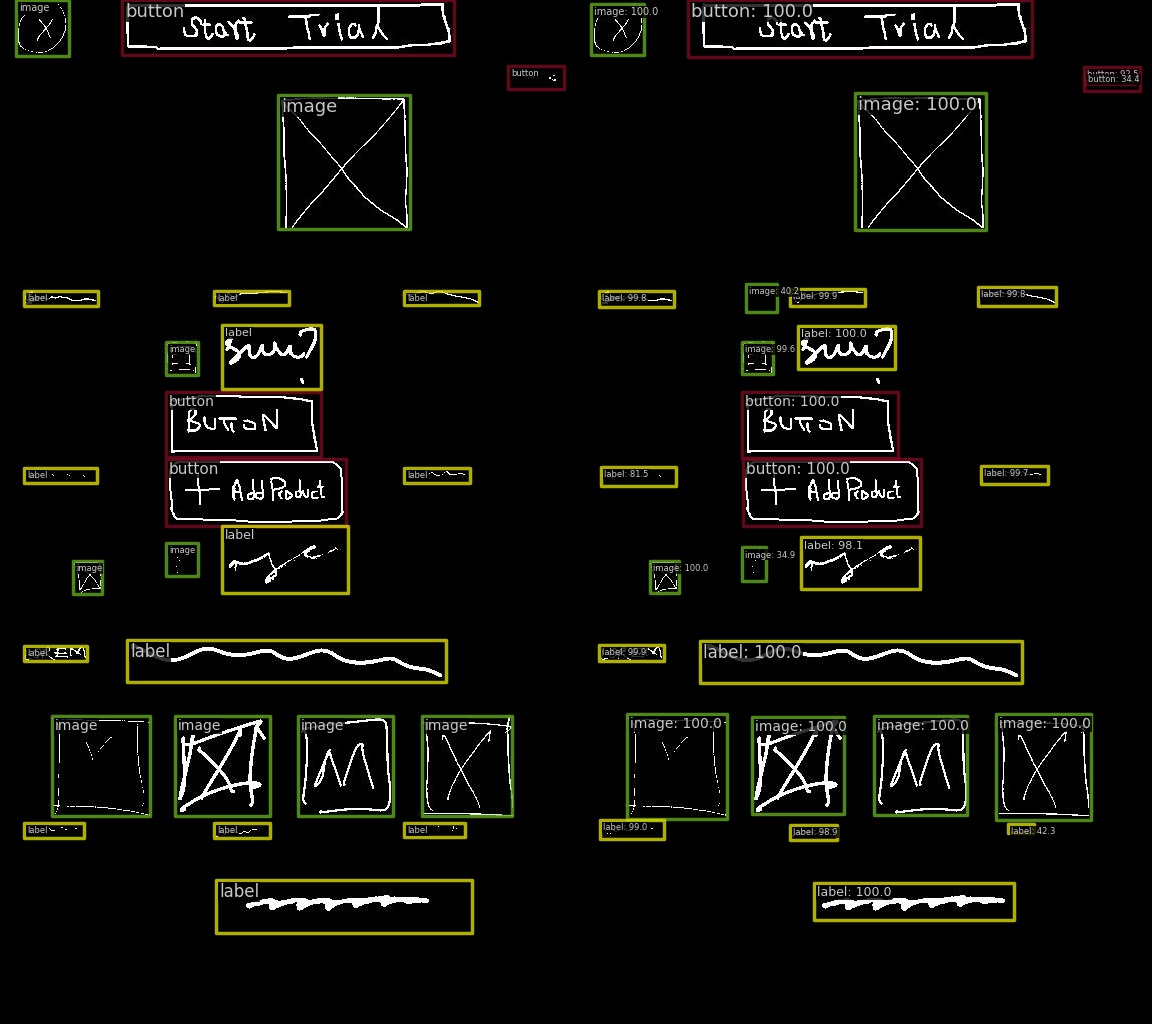 image image: 100.0
button button: 100.0
X Start Trial X Start Trial
button button: 34.4
image image: 100.0
label label label label: 99.8 image: 40.2 label: 99.9 label: 99.8
label label: 100.0
image image: 99.6
button button: 100.0
BUTTON BUTTON
button button: 100.0
label label label: 81.5 label: 99.7
+ Add Product + Add Product
label label: 98.1
image image: 34.9
image image: 100.0
label label label: 99.9 label: 100.0
image image image image image: 100.0 image: 100.0 image: 100.0 image: 100.0
M M
label label label label: 99.0 label: 98.9 label: 42.3
label label: 100.0